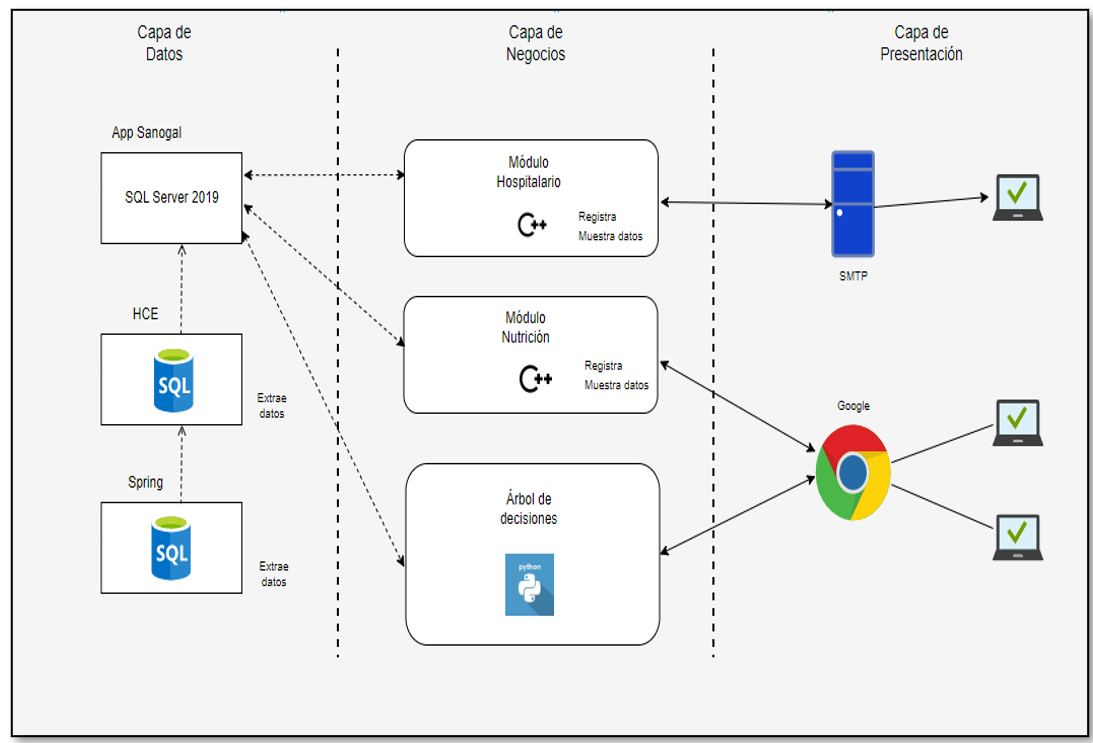 Capa de
Datos
Capa de
Negocios
Capa de
Presentación
App Sanogal
SQL Server 2019
Módulo
Hospitalario
C++
Registra
Muestra datos
SMTP
HCE
SQL
Extrae
datos
Módulo
Nutrición
C++
Registra
Muestra datos
Google
Spring
SQL
Extrae
datos
Árbol de
decisiones
python